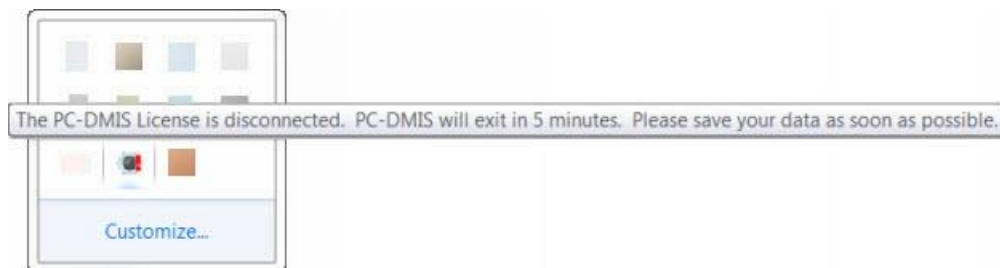 The PC-DMIS License is disconnected.  PC-DMIS will exit in 5 minutes.  Please save your data as soon as possible.
Customize...